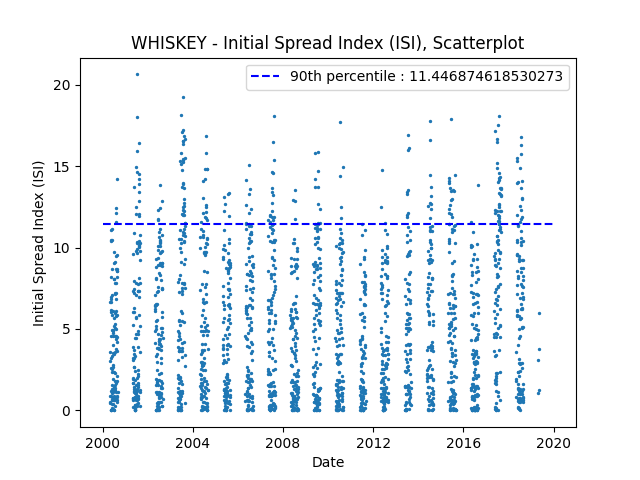 WHISKEY - Initial Spread Index (ISI), Scatterplot
90th percentile : 11.446874618530273
Initial Spread Index (ISI)
20
15
10
5
0
2000 2004 2008 2012 2016 2020
Date